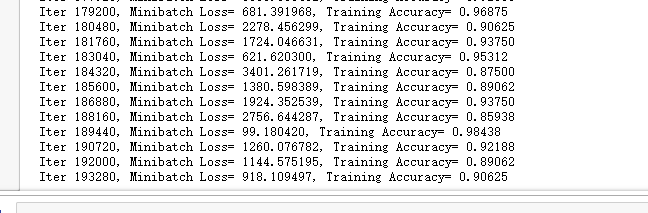 Iter 179200, Minibatch Loss= 681.391968, Training Accuracy= 0.96875
Iter 180480, Minibatch Loss= 2278.456299, Training Accuracy= 0.90625
Iter 181760, Minibatch Loss= 1724.046631, Training Accuracy= 0.93750
Iter 183040, Minibatch Loss= 621.620300, Training Accuracy= 0.95312
Iter 184320, Minibatch Loss= 3401.261719, Training Accuracy= 0.87500
Iter 185600, Minibatch Loss= 1380.598389, Training Accuracy= 0.89062
Iter 186880, Minibatch Loss= 1924.352539, Training Accuracy= 0.93750
Iter 188160, Minibatch Loss= 2756.644287, Training Accuracy= 0.85938
Iter 189440, Minibatch Loss= 99.180420, Training Accuracy= 0.98438
Iter 190720, Minibatch Loss= 1260.076782, Training Accuracy= 0.92188
Iter 192000, Minibatch Loss= 1144.575195, Training Accuracy= 0.89062
Iter 193280, Minibatch Loss= 918.109497, Training Accuracy= 0.90625